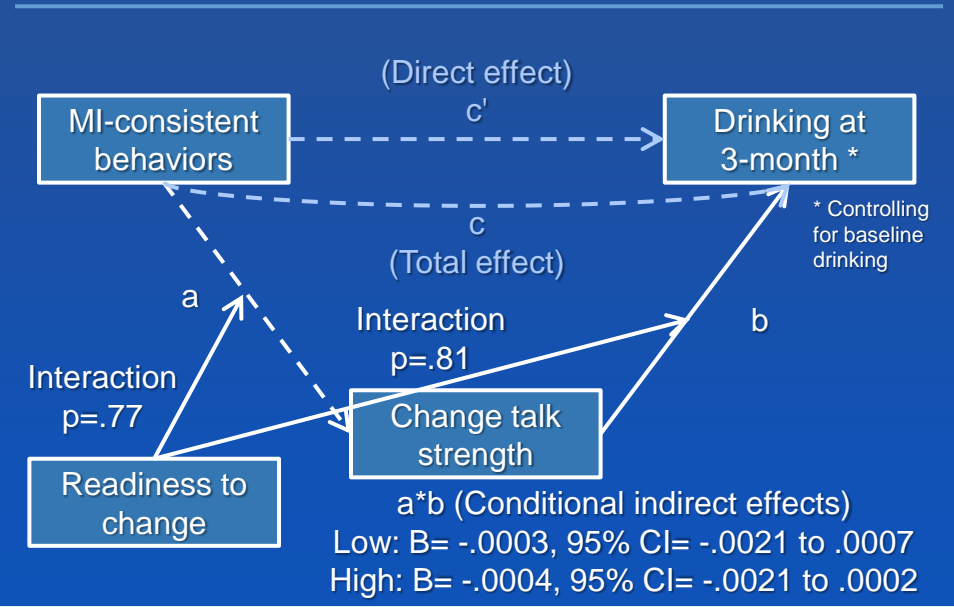 (Direct effect)
c'
MI-consistent
behaviors
Drinking at
3-month *
* Controlling
for baseline
drinking
c
(Total effect)
a
Interaction
p=.81
b
Interaction
p=.77
Change talk
strength
Readiness to
change
a*b (Conditional indirect effects)
Low: B= -.0003, 95% CI= -.0021 to .0007
High: B= -.0004, 95% CI= -.0021 to .0002